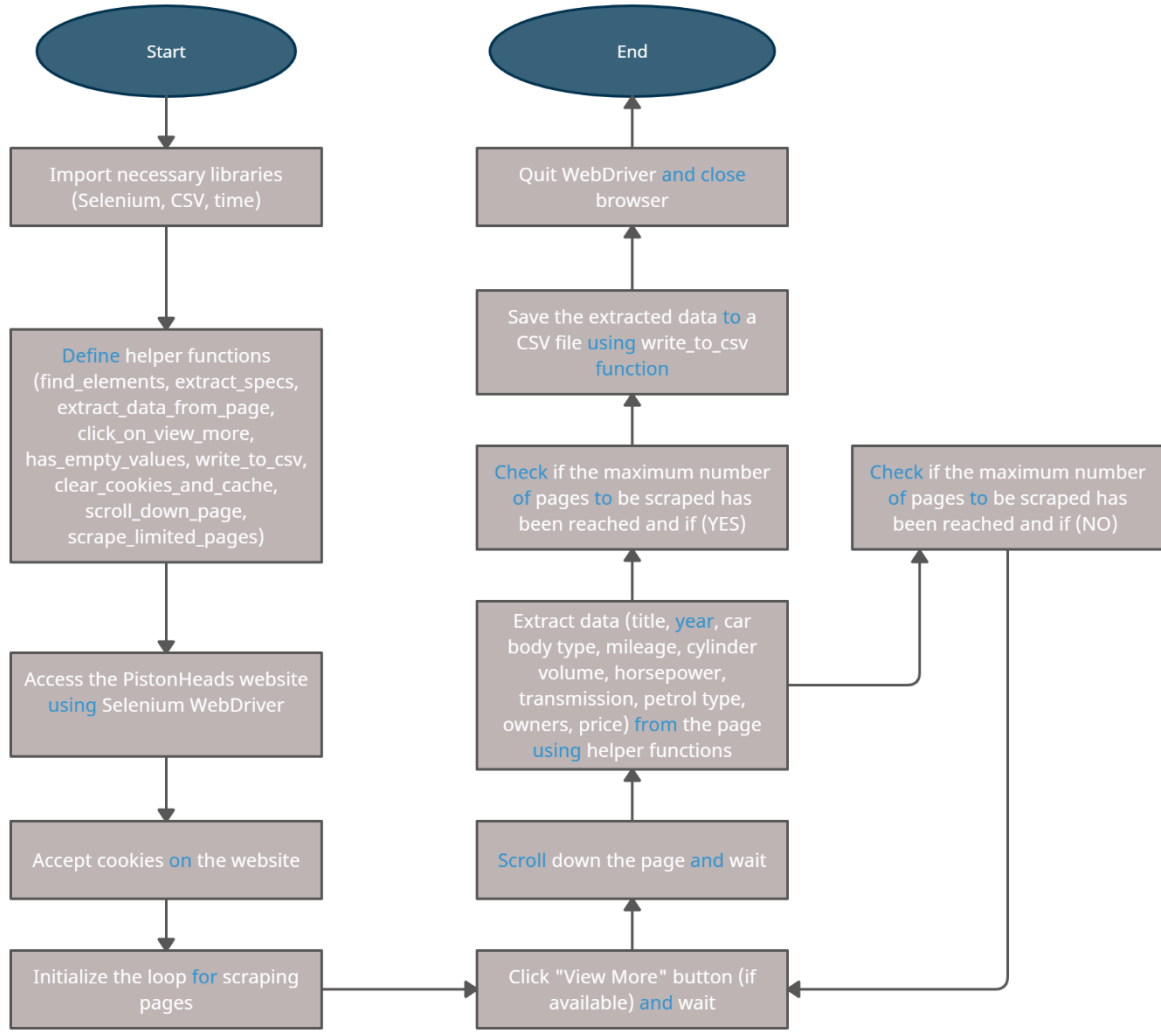 Start
Import necessary libraries
(Selenium, CSV, time)
Define helper functions
(find_elements, extract_specs,
extract_data_from_page,
click_on_view_more,
has_empty_values, write_to_csv,
clear_cookies_and_cache,
scroll_down_page,
scrape_limited_pages)
Access the PistonHeads website
using Selenium WebDriver
Accept cookies on the website
Initialize the loop for scraping
pages
Click "View More" button (if
available) and wait
Scroll down the page and wait
Extract data (title, year, car
body type, mileage, cylinder
volume, horsepower,
transmission, petrol type,
owners, price) from the page
using helper functions
Check if the maximum number
of pages to be scraped has
been reached and if (NO)
Check if the maximum number
of pages to be scraped has
been reached and if (YES)
Save the extracted data to a
CSV file using write_to_csv
function
Quit WebDriver and close
browser
End